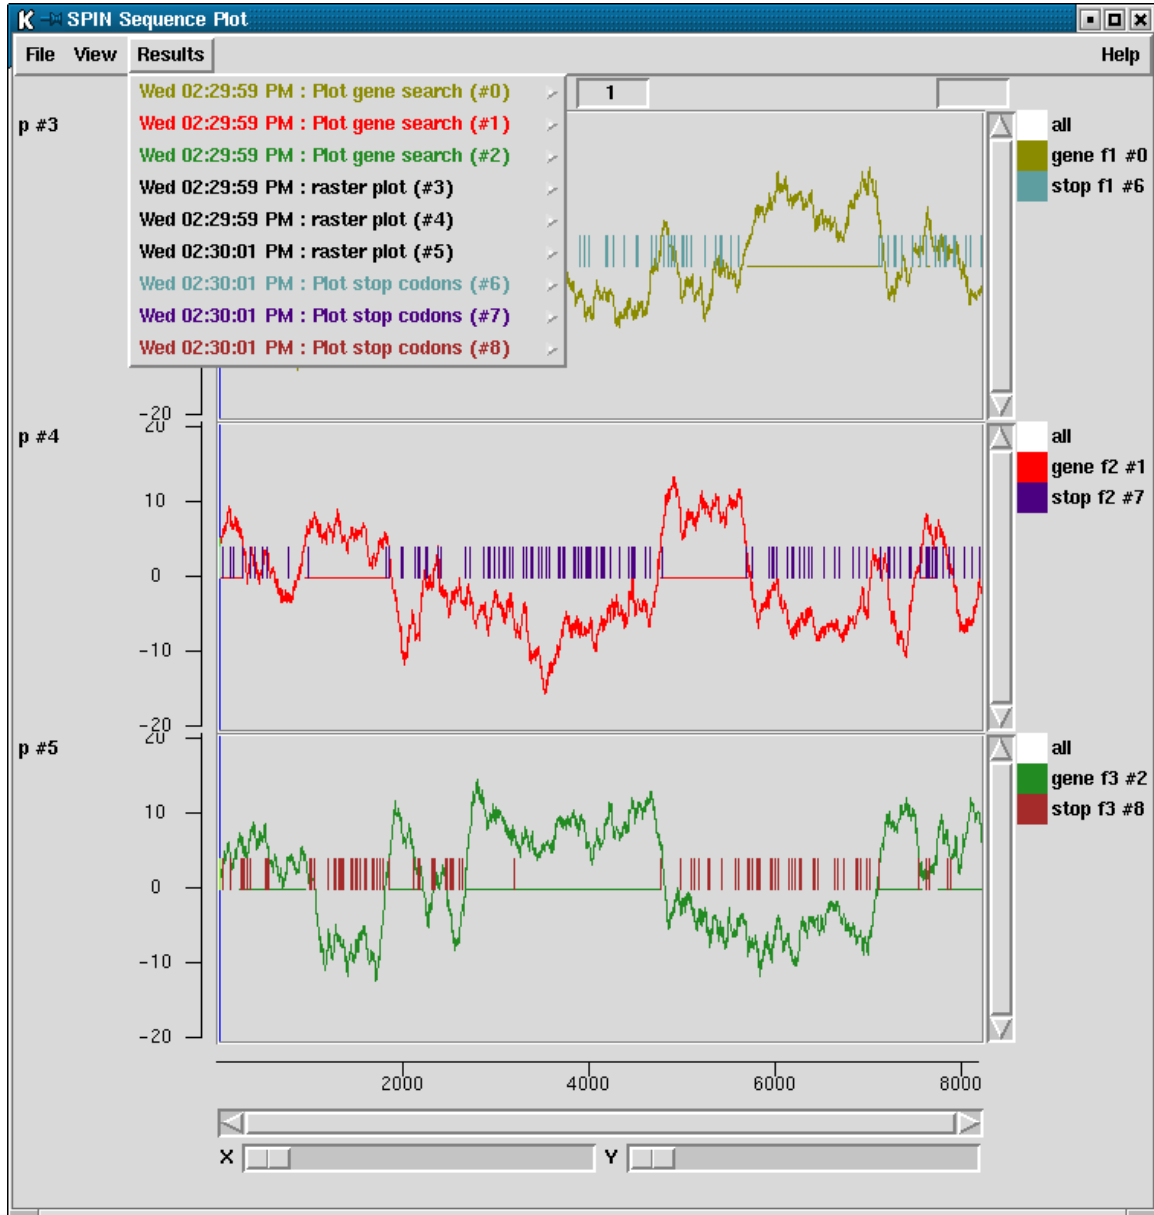 K SPIN Sequence Plot
File View Results Help
Wed 02:29:59 PM : Plot gene search (#0)
Wed 02:29:59 PM : Plot gene search (#1)
Wed 02:29:59 PM : Plot gene search (#2)
Wed 02:29:59 PM : raster plot (#3)
Wed 02:29:59 PM : raster plot (#4)
Wed 02:30:01 PM : raster plot (#5)
Wed 02:30:01 PM : Plot stop codons (#6)
Wed 02:30:01 PM : Plot stop codons (#7)
Wed 02:30:01 PM : Plot stop codons (#8)
1
p #3
all
gene f1 #0
stop f1 #6
-20
p #4
20
10
0
-10
-20
all
gene f2 #1
stop f2 #7
p #5
20
10
0
-10
-20
all
gene f3 #2
stop f3 #8
2000 4000 6000 8000
X Y